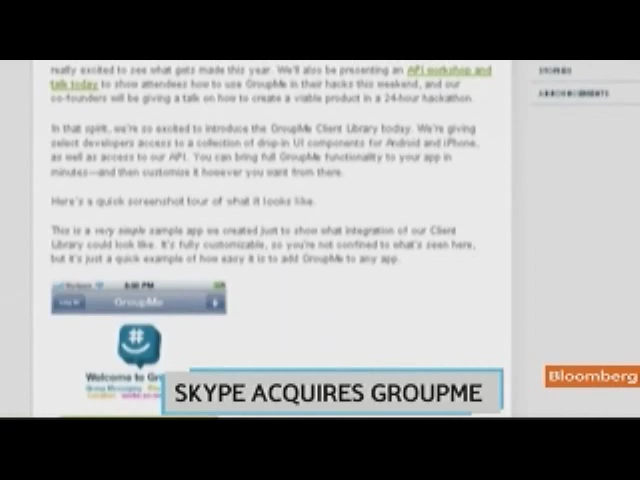 really excited to see what gets made this year. We'll also be presenting an API workshop and
talk today to show attendees how to use GroupMe in their hacks this weekend, and our
co-founders will be giving a talk on how to create a viable product in a 24-hour hackathon.
In that spirit, we're so excited to introduce the GroupMe Client Library today. We're giving
select developers access to a collection of drop-in UI components for Android and iPhone,
as well as access to our API. You can bring full GroupMe functionality to your app in
minutes—and then customize it however you want from there.
Here's a quick screenshot tour of what it looks like.
This is a very simple sample app we created just to show what integration of our Client
Library could look like. It's fully customizable, so you're not confined to what's seen here,
but it's just a quick example of how easy it is to add GroupMe to any app.
STORIES
ANNOUNCEMENTS
Verizon
GroupMe
#
Welcome to Gro
SKYPE ACQUIRES GROUPME
Bloomberg